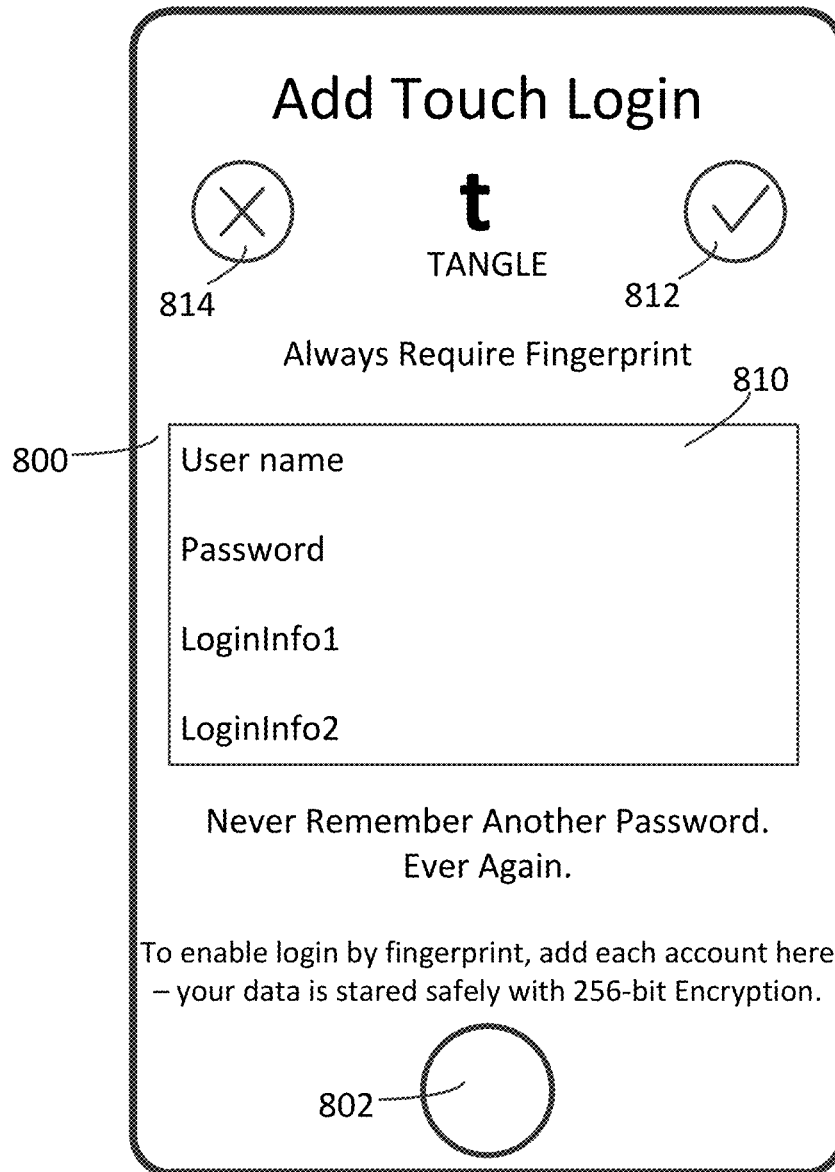 Add Touch Login
t
TANGLE
814
812
Always Require Fingerprint
810
800
User name
Password
LoginInfo1
LoginInfo2
Never Remember Another Password.
Ever Again.
To enable login by fingerprint, add each account here
– your data is stared safely with 256-bit Encryption.
802